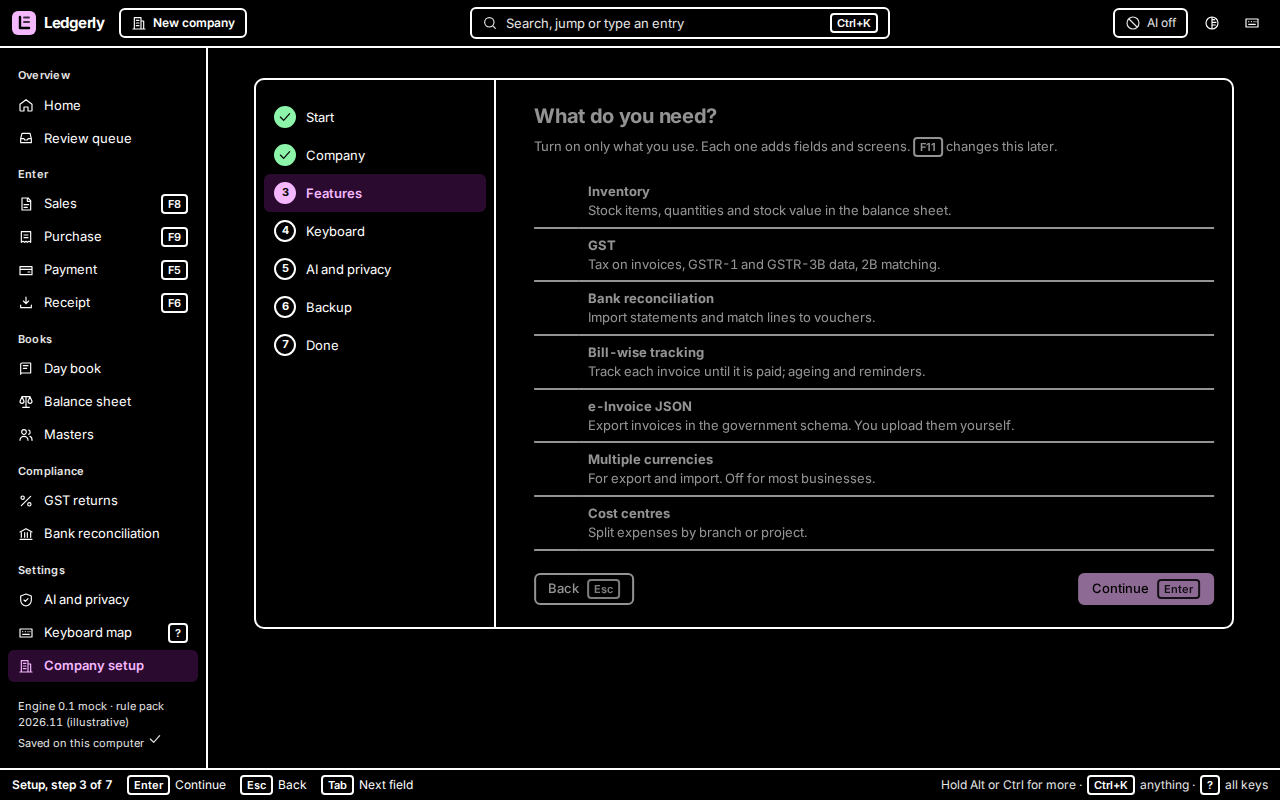 Ledgerly
New company
Search, jump or type an entry
Ctrl+K
AI off
Overview
Home
Review queue
Enter
Sales F8
Purchase F9
Payment F5
Receipt F6
Books
Day book
Balance sheet
Masters
Compliance
GST returns
Bank reconciliation
Settings
AI and privacy
Keyboard map ?
Company setup
Engine 0.1 mock · rule pack
2026.11 (illustrative)
Saved on this computer
Start
Company
3 Features
4 Keyboard
5 AI and privacy
6 Backup
7 Done
What do you need?
Turn on only what you use. Each one adds fields and screens. F11 changes this later.
Inventory
Stock items, quantities and stock value in the balance sheet.
GST
Tax on invoices, GSTR-1 and GSTR-3B data, 2B matching.
Bank reconciliation
Import statements and match lines to vouchers.
Bill-wise tracking
Track each invoice until it is paid; ageing and reminders.
e-Invoice JSON
Export invoices in the government schema. You upload them yourself.
Multiple currencies
For export and import. Off for most businesses.
Cost centres
Split expenses by branch or project.
Back Esc
Continue Enter
Setup, step 3 of 7 Enter Continue Esc Back Tab Next field
Hold Alt or Ctrl for more · Ctrl+K anything · ? all keys